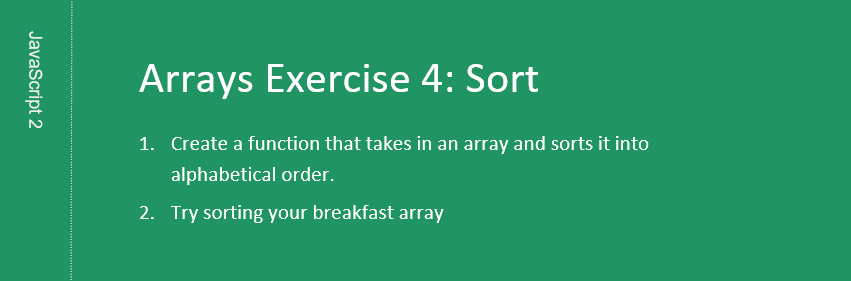 JavaScript 2
Arrays Exercise 4: Sort
1. Create a function that takes in an array and sorts it into
alphabetical order.
2. Try sorting your breakfast array